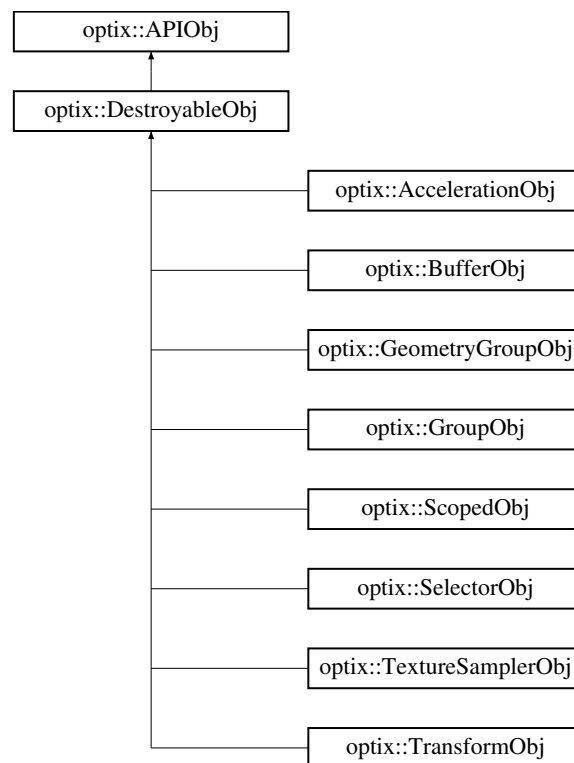 optix::APIObj
optix::DestroyableObj
optix::AccelerationObj
optix::BufferObj
optix::GeometryGroupObj
optix::GroupObj
optix::ScopedObj
optix::SelectorObj
optix::TextureSamplerObj
optix::TransformObj